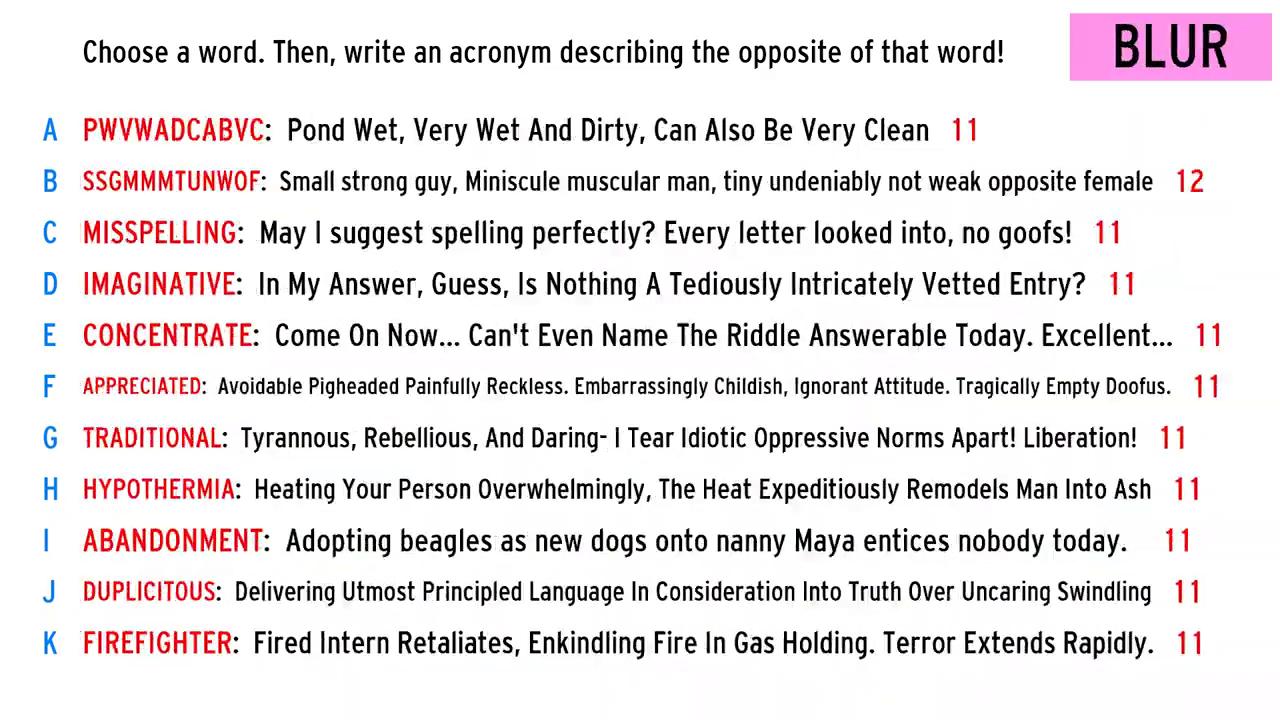 Choose a word. Then, write an acronym describing the opposite of that word!
BLUR
A PWVWADCABVC: Pond Wet, Very Wet And Dirty, Can Also Be Very Clean 11
B SSGMMMTUNWOF: Small strong guy, Miniscule muscular man, tiny undeniably not weak opposite female 12
C MISSPELLING: May I suggest spelling perfectly? Every letter looked into, no goofs! 11
D IMAGINATIVE: In My Answer, Guess, Is Nothing A Tediously Intricately Vetted Entry? 11
E CONCENTRATE: Come On Now... Can't Even Name The Riddle Answerable Today. Excellent... 11
F APPRECIATED: Avoidable Pigheaded Painfully Reckless. Embarrassingly Childish, Ignorant Attitude. Tragically Empty Doofus. 11
G TRADITIONAL: Tyrannous, Rebellious, And Daring- I Tear Idiotic Oppressive Norms Apart! Liberation! 11
H HYPOTHERMIA: Heating Your Person Overwhelmingly, The Heat Expeditiously Remodels Man Into Ash 11
I ABANDONMENT: Adopting beagles as new dogs onto nanny Maya entices nobody today. 11
J DUPLICITOUS: Delivering Utmost Principled Language In Consideration Into Truth Over Uncaring Swindling 11
K FIREFIGHTER: Fired Intern Retaliates, Enkindling Fire In Gas Holding. Terror Extends Rapidly. 11